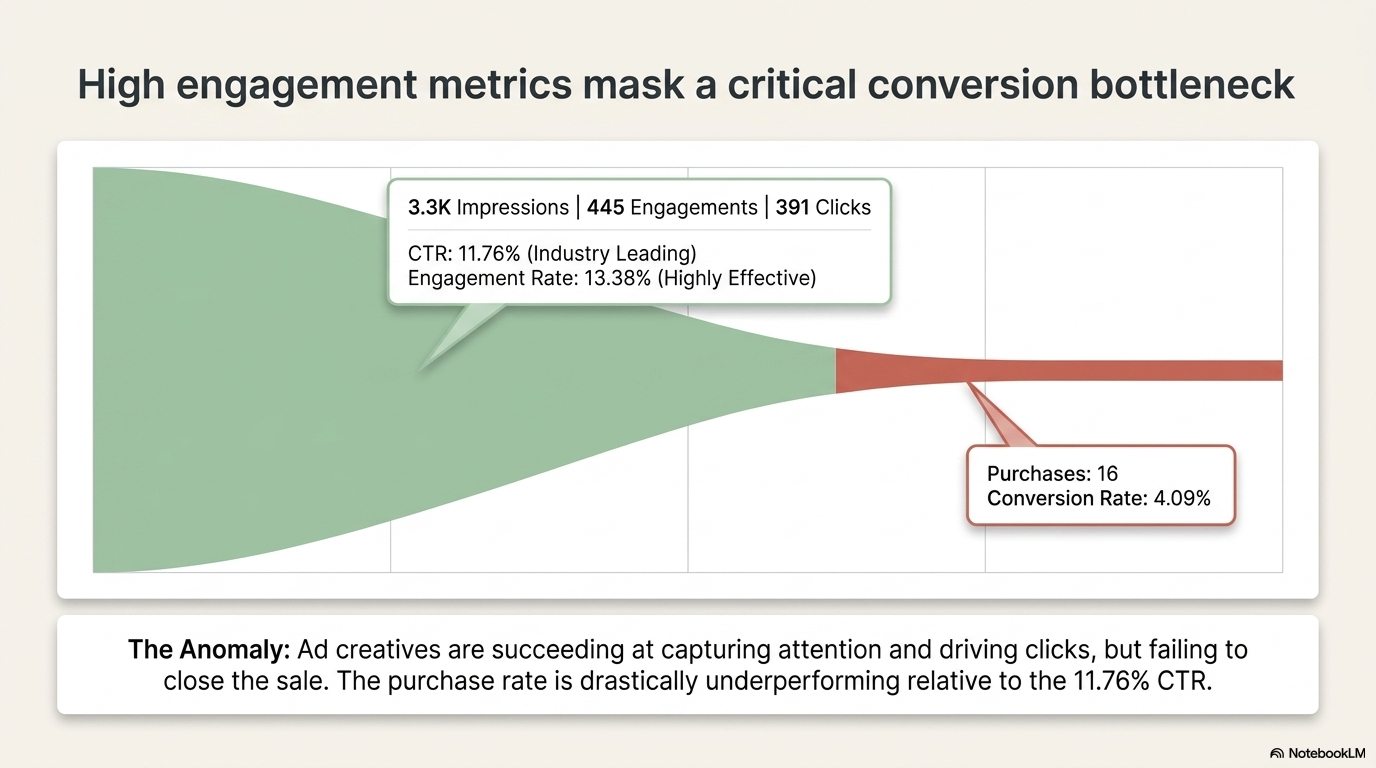 High engagement metrics mask a critical conversion bottleneck
3.3K Impressions | 445 Engagements | 391 Clicks
CTR: 11.76% (Industry Leading)
Engagement Rate: 13.38% (Highly Effective)
Purchases: 16
Conversion Rate: 4.09%
The Anomaly: Ad creatives are succeeding at capturing attention and driving clicks, but failing to
close the sale. The purchase rate is drastically underperforming relative to the 11.76% CTR.
NotebookLM